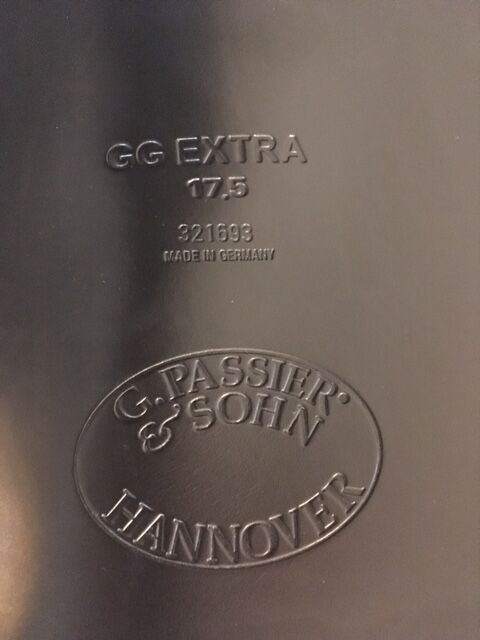 GG EXTRA
17,5
321693
MADE IN GERMANY
G. PASSIER
& SOHN
HANNOVER